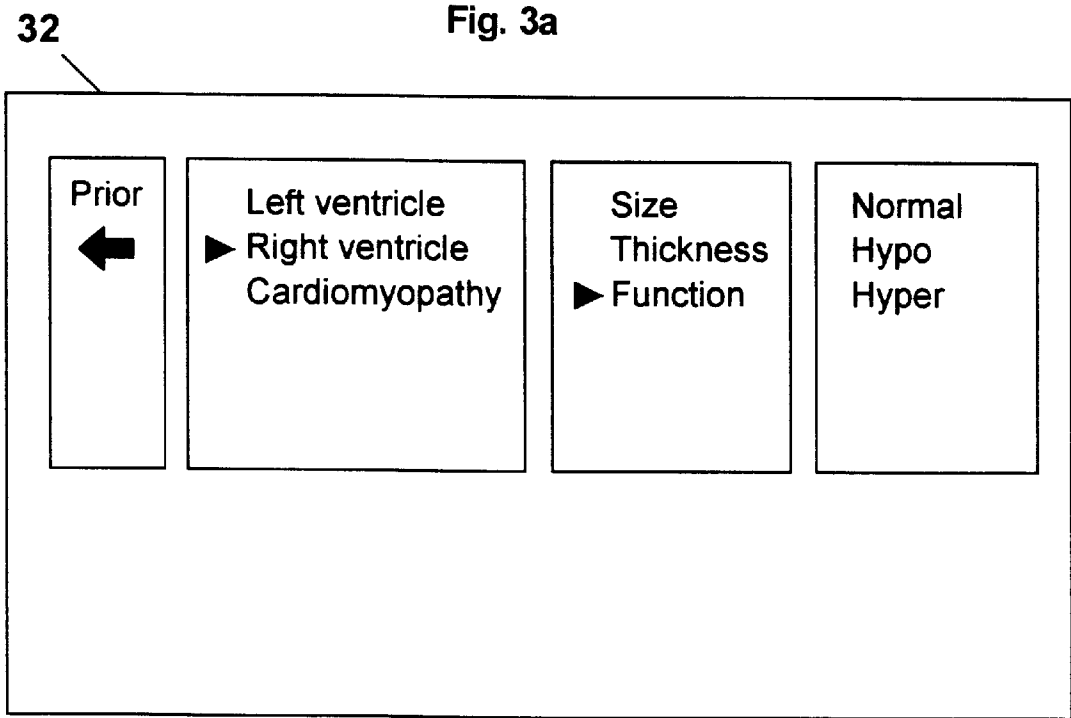 Fig. 3a
32
Prior
Left ventricle
Right ventricle
Cardiomyopathy
Size
Thickness
Function
Normal
Hypo
Hyper